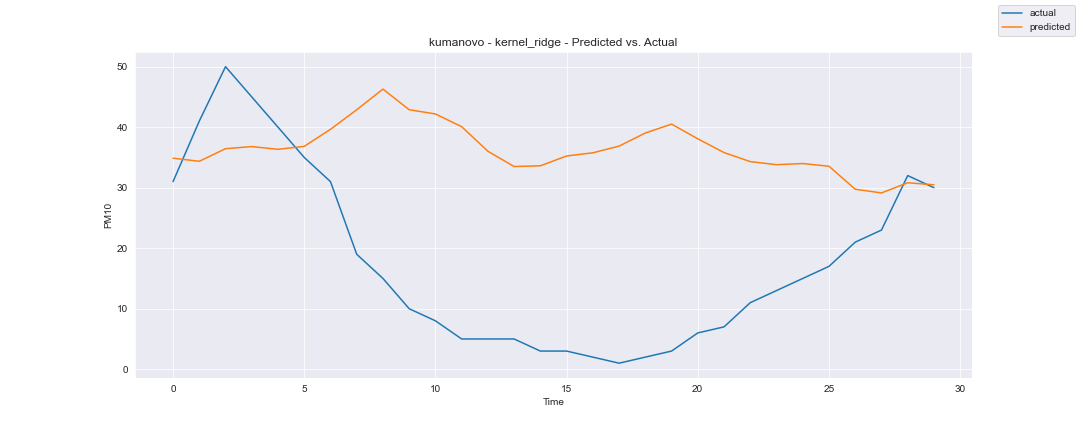 actual
predicted
kumanovo - kernel_ridge - Predicted vs. Actual
50
40
30
20
10
0
PM10
0 5 10 15 20 25 30
Time